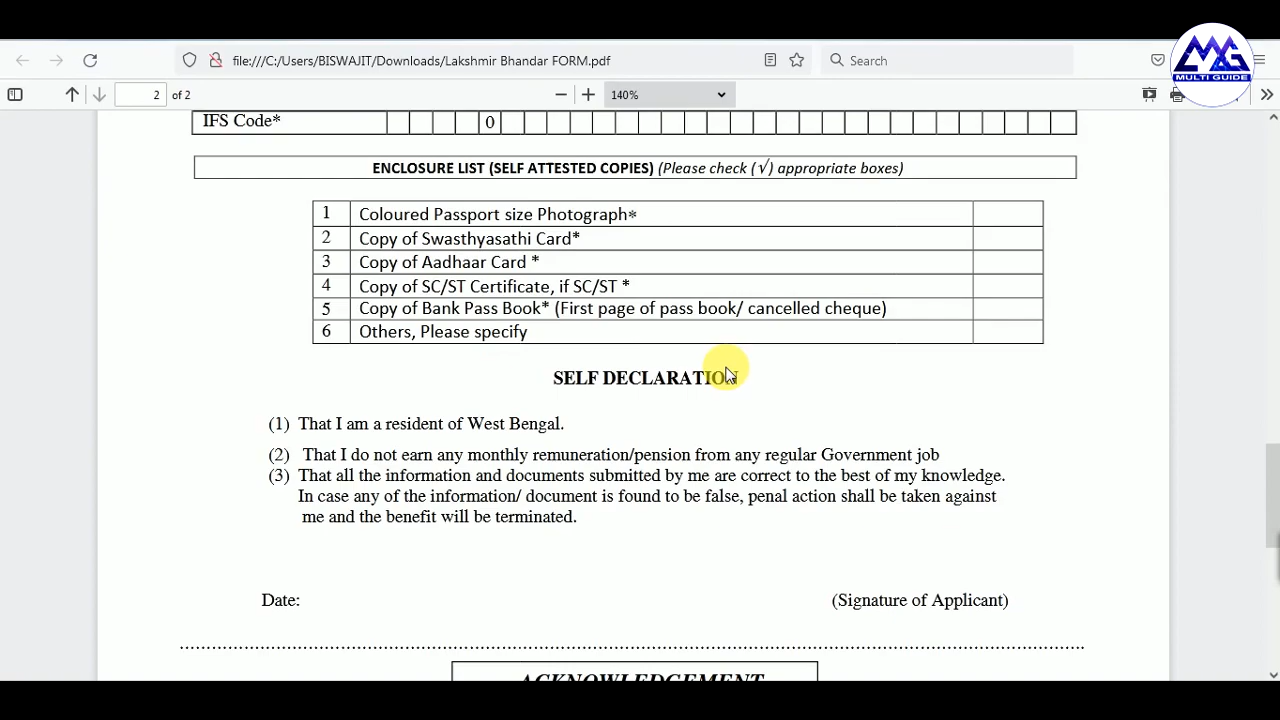 MG
MULTI GUIDE
file:///C:/Users/BISWAJIT/Downloads/Lakshmir Bhandar FORM.pdf
Search
2 of 2
140%
IFS Code* 0
ENCLOSURE LIST (SELF ATTESTED COPIES) (Please check (√) appropriate boxes)
1 Coloured Passport size Photograph*
2 Copy of Swasthyasathi Card*
3 Copy of Aadhaar Card *
4 Copy of SC/ST Certificate, if SC/ST *
5 Copy of Bank Pass Book* (First page of pass book/ cancelled cheque)
6 Others, Please specify
SELF DECLARATION
(1) That I am a resident of West Bengal.
(2) That I do not earn any monthly remuneration/pension from any regular Government job
(3) That all the information and documents submitted by me are correct to the best of my knowledge.
In case any of the information/ document is found to be false, penal action shall be taken against
me and the benefit will be terminated.
Date: (Signature of Applicant)
ACKNOWLEDGEMENT